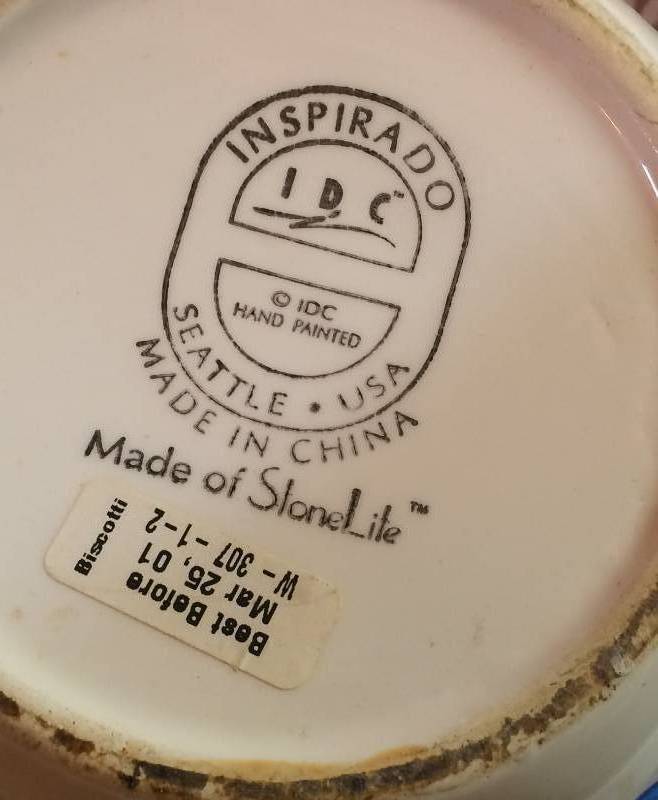 INSPIRADO
IDC™
© IDC
HAND PAINTED
SEATTLE • USA
MADE IN CHINA
Made of StoneLite™
Best Before
Mar 25, 01
W-307-1-2
Biscotti